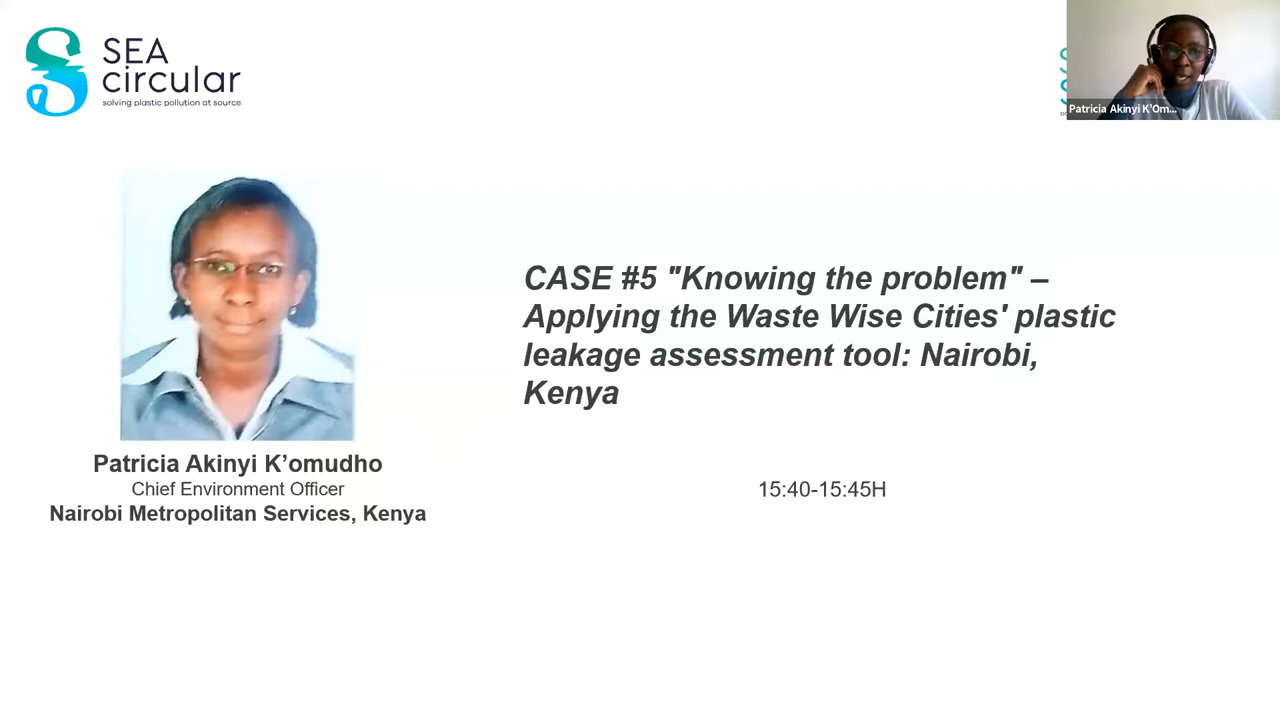 SEA
circular
solving plastic pollution at source
Patricia Akinyi K'Om...
CASE #5 "Knowing the problem" –
Applying the Waste Wise Cities' plastic
leakage assessment tool: Nairobi,
Kenya
Patricia Akinyi K’omudho
Chief Environment Officer
Nairobi Metropolitan Services, Kenya
15:40-15:45H